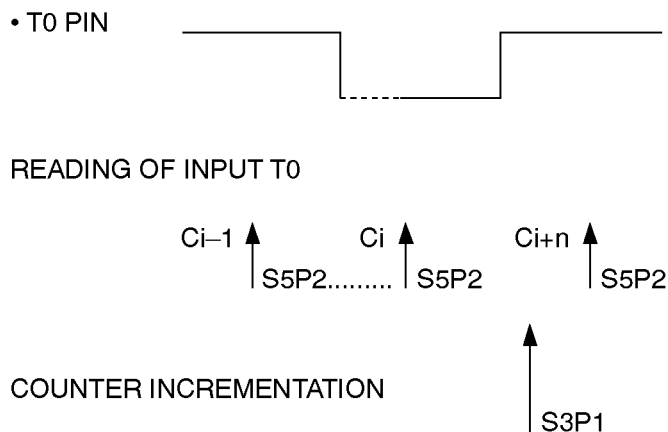 • T0 PIN
READING OF INPUT T0
Ci–1 Ci Ci+n
S5P2......... S5P2 S5P2
COUNTER INCREMENTATION
S3P1